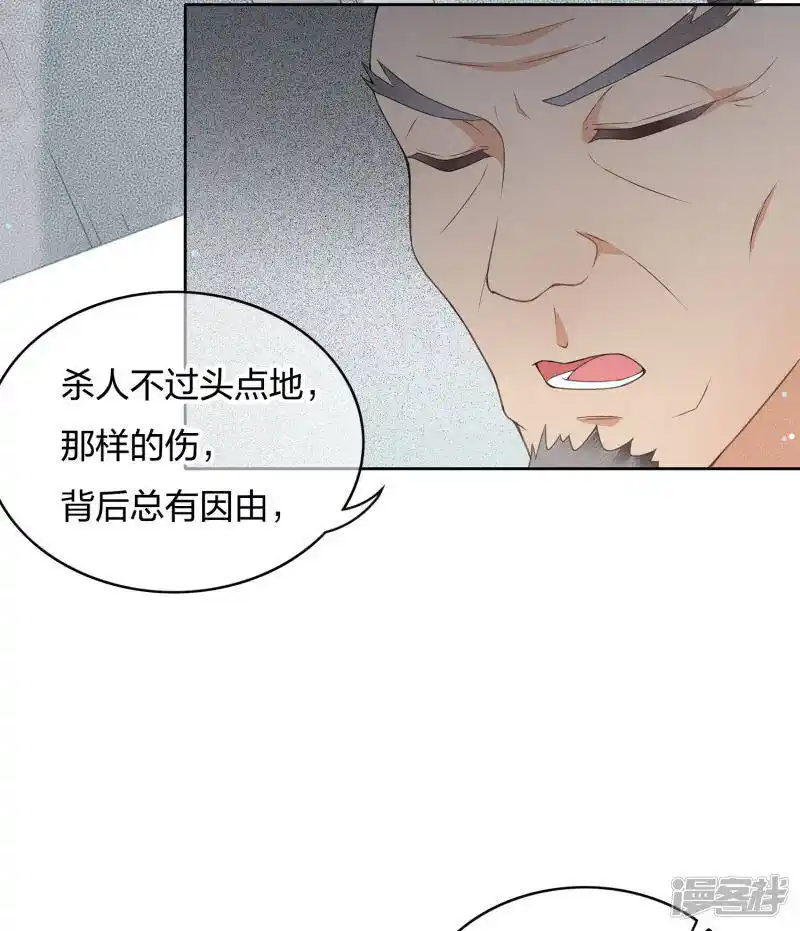 杀人不过头点地，
那样的伤，
背后总有因由，
漫客栈